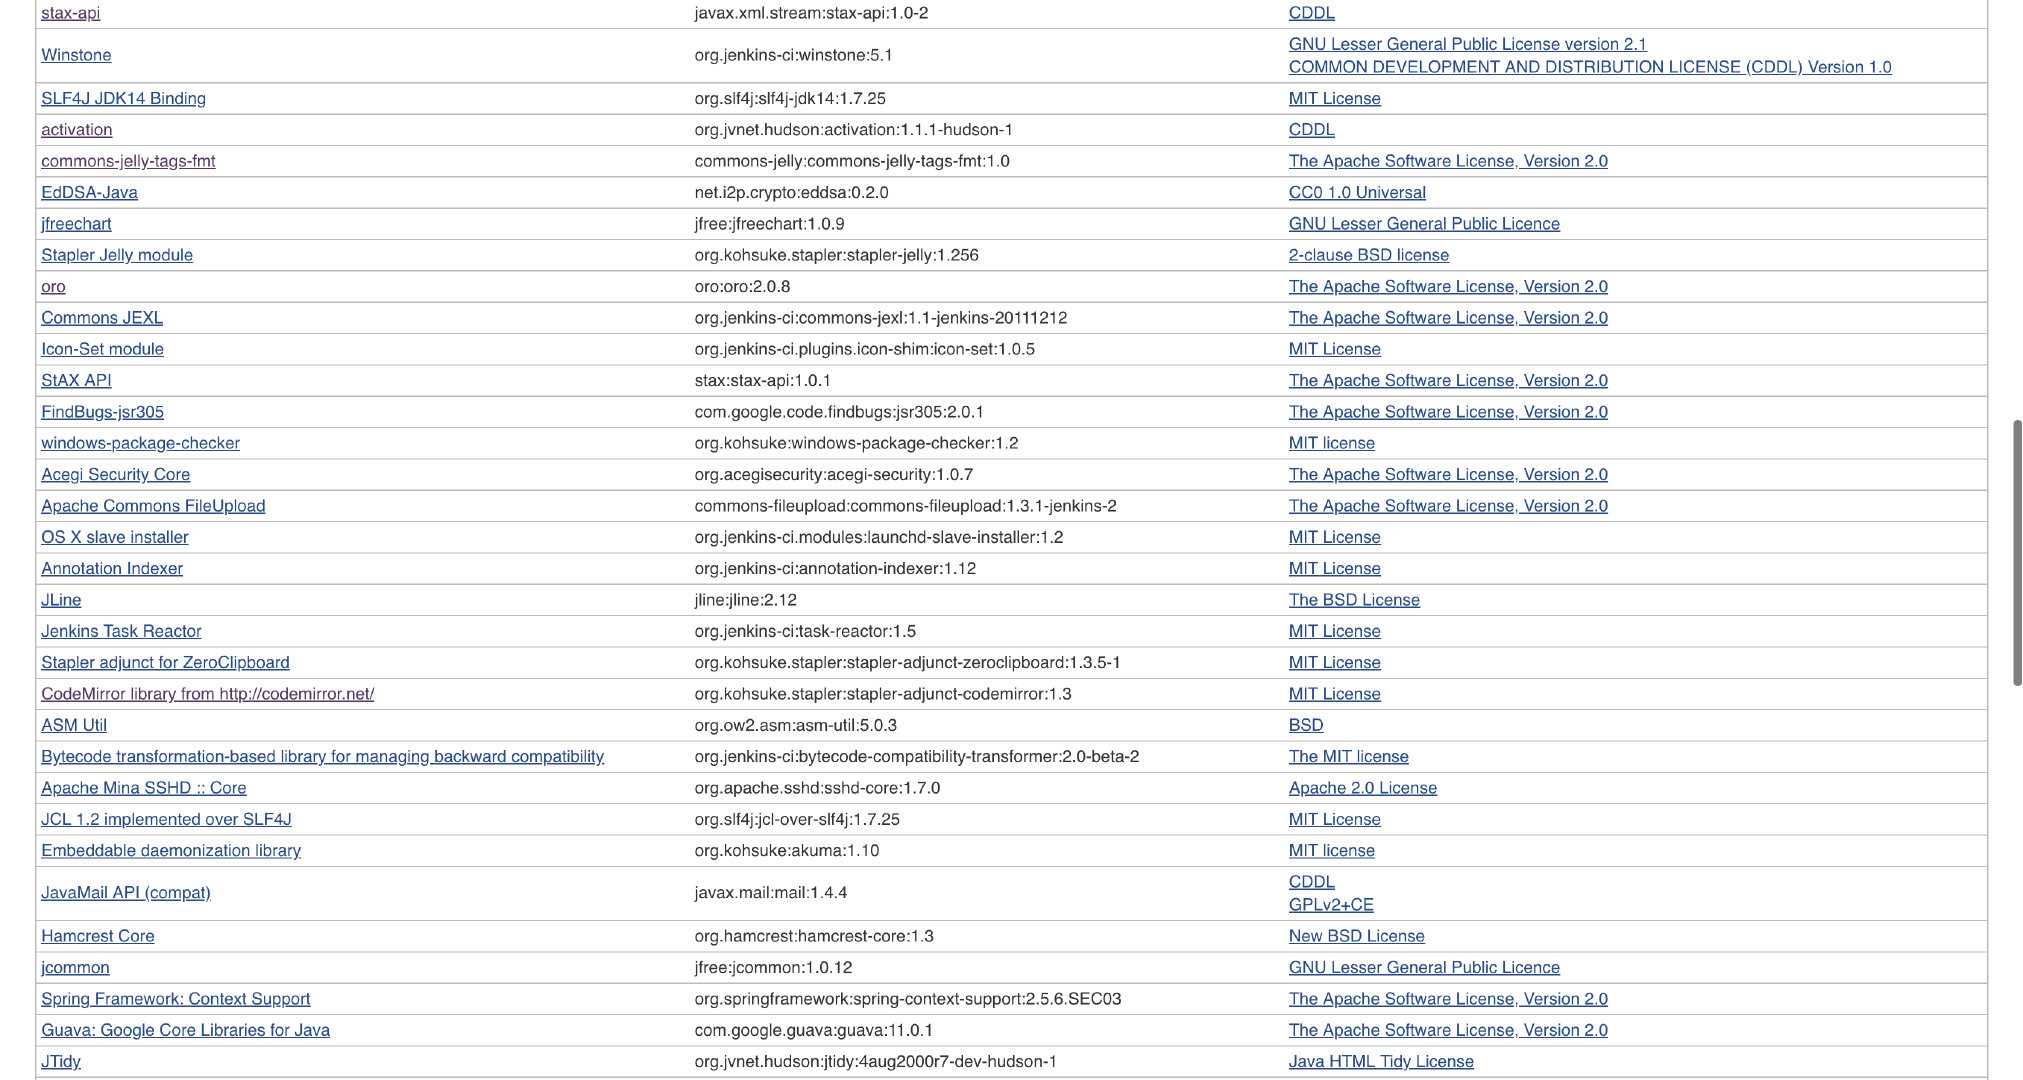 stax-api javax.xml.stream:stax-api:1.0-2 CDDL
Winstone org.jenkins-ci:winstone:5.1 GNU Lesser General Public License version 2.1
COMMON DEVELOPMENT AND DISTRIBUTION LICENSE (CDDL) Version 1.0
SLF4J JDK14 Binding org.slf4j:slf4j-jdk14:1.7.25 MIT License
activation org.jvnet.hudson:activation:1.1.1-hudson-1 CDDL
commons-jelly-tags-fmt commons-jelly:commons-jelly-tags-fmt:1.0 The Apache Software License, Version 2.0
EdDSA-Java net.i2p.crypto:eddsa:0.2.0 CC0 1.0 Universal
jfreechart jfree:jfreechart:1.0.9 GNU Lesser General Public Licence
Stapler Jelly module org.kohsuke.stapler:stapler-jelly:1.256 2-clause BSD license
oro oro:oro:2.0.8 The Apache Software License, Version 2.0
Commons JEXL org.jenkins-ci:commons-jexl:1.1-jenkins-20111212 The Apache Software License, Version 2.0
Icon-Set module org.jenkins-ci.plugins.icon-shim:icon-set:1.0.5 MIT License
StAX API stax:stax-api:1.0.1 The Apache Software License, Version 2.0
FindBugs-jsr305 com.google.code.findbugs:jsr305:2.0.1 The Apache Software License, Version 2.0
windows-package-checker org.kohsuke:windows-package-checker:1.2 MIT license
Acegi Security Core org.acegisecurity:acegi-security:1.0.7 The Apache Software License, Version 2.0
Apache Commons FileUpload commons-fileupload:commons-fileupload:1.3.1-jenkins-2 The Apache Software License, Version 2.0
OS X slave installer org.jenkins-ci.modules:launchd-slave-installer:1.2 MIT License
Annotation Indexer org.jenkins-ci:annotation-indexer:1.12 MIT License
JLine jline:jline:2.12 The BSD License
Jenkins Task Reactor org.jenkins-ci:task-reactor:1.5 MIT License
Stapler adjunct for ZeroClipboard org.kohsuke.stapler:stapler-adjunct-zeroclipboard:1.3.5-1 MIT License
CodeMirror library from http://codemirror.net/ org.kohsuke.stapler:stapler-adjunct-codemirror:1.3 MIT License
ASM Util org.ow2.asm:asm-util:5.0.3 BSD
Bytecode transformation-based library for managing backward compatibility org.jenkins-ci:bytecode-compatibility-transformer:2.0-beta-2 The MIT license
Apache Mina SSHD :: Core org.apache.sshd:sshd-core:1.7.0 Apache 2.0 License
JCL 1.2 implemented over SLF4J org.slf4j:jcl-over-slf4j:1.7.25 MIT License
Embeddable daemonization library org.kohsuke:akuma:1.10 MIT license
JavaMail API (compat) javax.mail:mail:1.4.4 CDDL
GPLv2+CE
Hamcrest Core org.hamcrest:hamcrest-core:1.3 New BSD License
jcommon jfree:jcommon:1.0.12 GNU Lesser General Public Licence
Spring Framework: Context Support org.springframework:spring-context-support:2.5.6.SEC03 The Apache Software License, Version 2.0
Guava: Google Core Libraries for Java com.google.guava:guava:11.0.1 The Apache Software License, Version 2.0
JTidy org.jvnet.hudson:jtidy:4aug2000r7-dev-hudson-1 Java HTML Tidy License